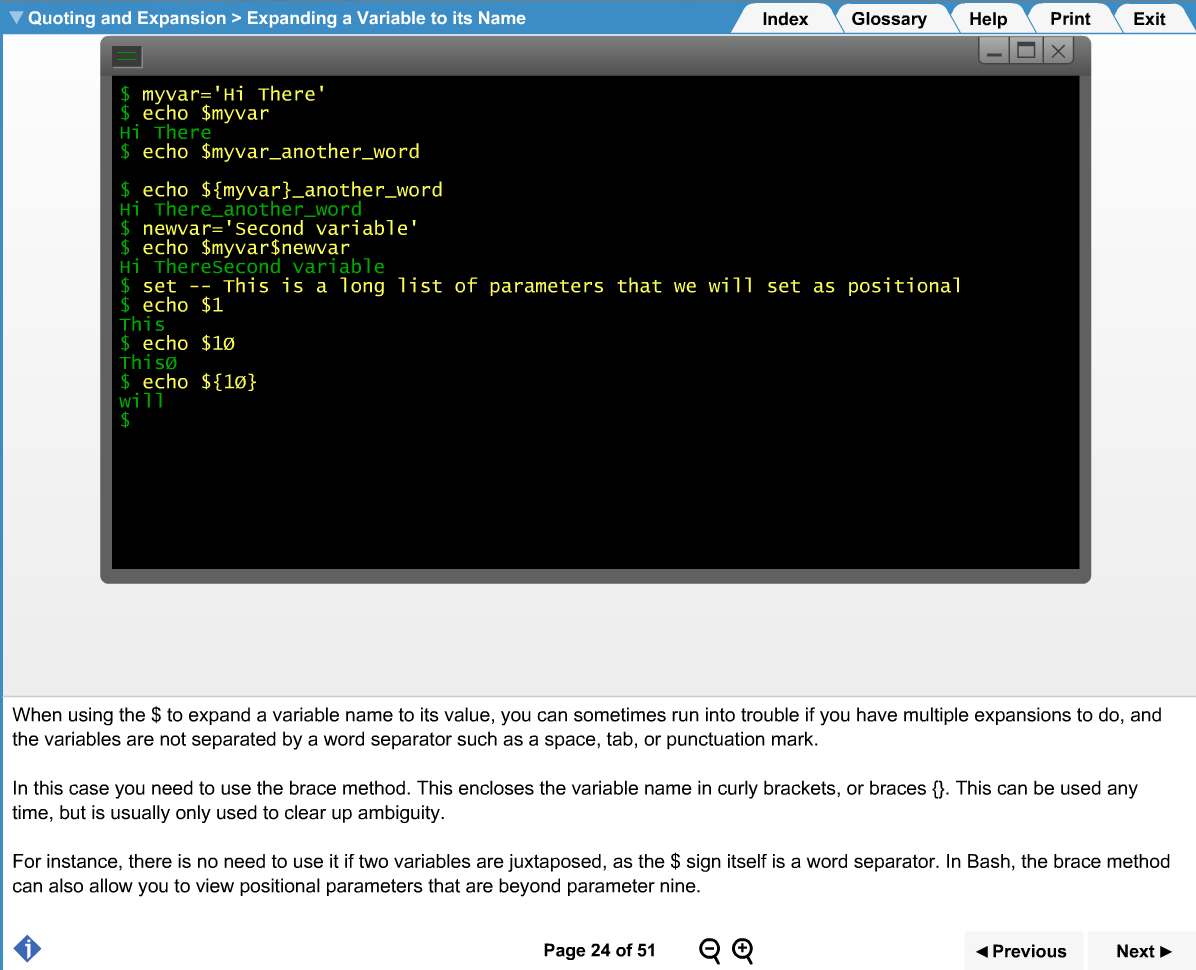 Quoting and Expansion > Expanding a Variable to its Name
Index Glossary Help Print Exit
$ myvar='Hi There'
$ echo $myvar
Hi There
$ echo $myvar_another_word
$ echo ${myvar}_another_word
Hi There_another_word
$ newvar='Second variable'
$ echo $myvar$newvar
Hi ThereSecond variable
$ set -- This is a long list of parameters that we will set as positional
$ echo $1
This
$ echo $10
This0
$ echo ${10}
will
$
When using the $ to expand a variable name to its value, you can sometimes run into trouble if you have multiple expansions to do, and
the variables are not separated by a word separator such as a space, tab, or punctuation mark.
In this case you need to use the brace method. This encloses the variable name in curly brackets, or braces {}. This can be used any
time, but is usually only used to clear up ambiguity.
For instance, there is no need to use it if two variables are juxtaposed, as the $ sign itself is a word separator. In Bash, the brace method
can also allow you to view positional parameters that are beyond parameter nine.
i Page 24 of 51 Previous Next